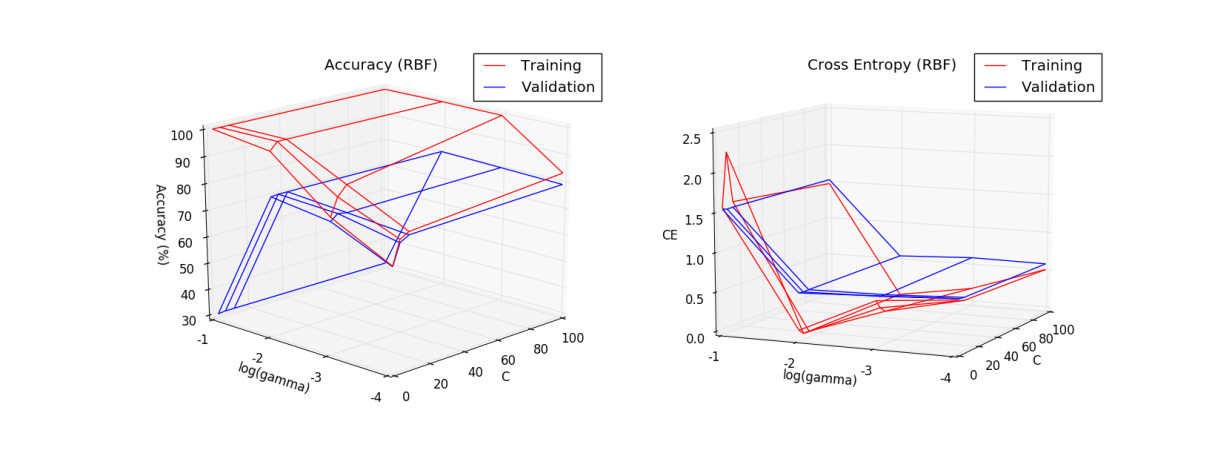 Accuracy (RBF)
Training
Validation
100
90
80
70
60
50
40
30
Accuracy (%)
-1
-2
-3
-4
log(gamma)
0
20
40
60
80
100
C
Cross Entropy (RBF)
Training
Validation
2.5
2.0
1.5
1.0
0.5
0.0
CE
-1
-2
-3
-4
log(gamma)
0
20
40
60
80
100
C